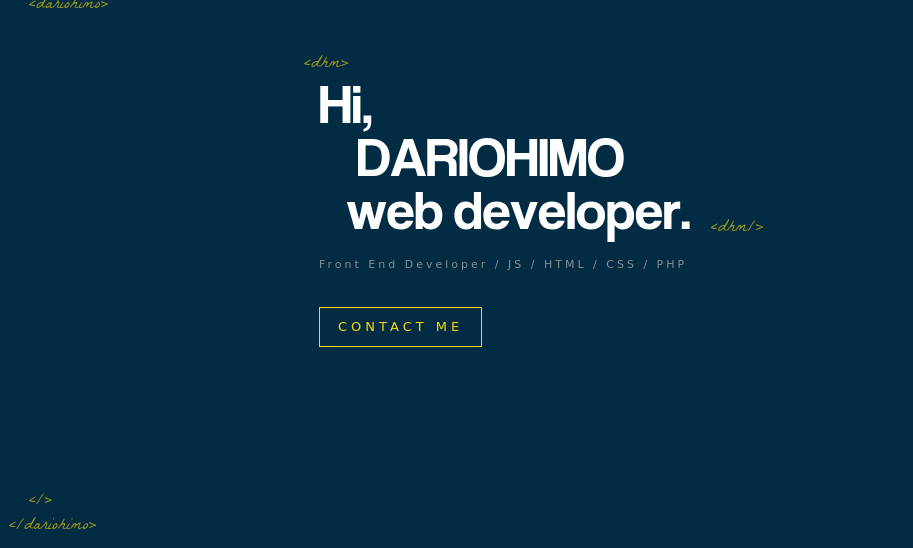 <dariohimo>
<dhm>
Hi,
DARIOHIMO
web developer.
<dhm/>
Front End Developer / JS / HTML / CSS / PHP
CONTACT ME
</>
</dariohimo>